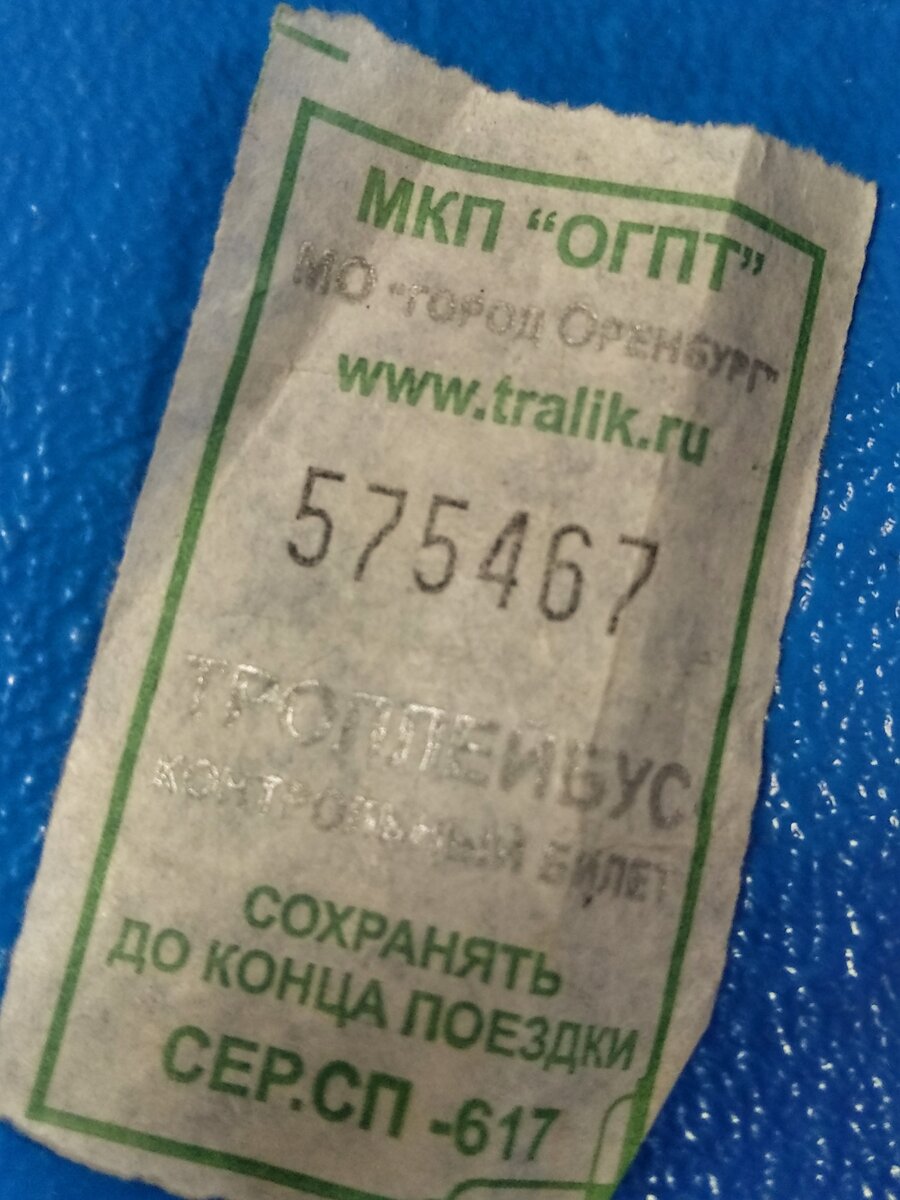 МКП “ОГПТ”
МО "ГОРОД ОРЕНБУРГ"
www.tralik.ru
575467
ТРОЛЛЕЙБУС
КОНТРОЛЬНЫЙ БИЛЕТ
СОХРАНЯТЬ
ДО КОНЦА ПОЕЗДКИ
СЕР.СП -617